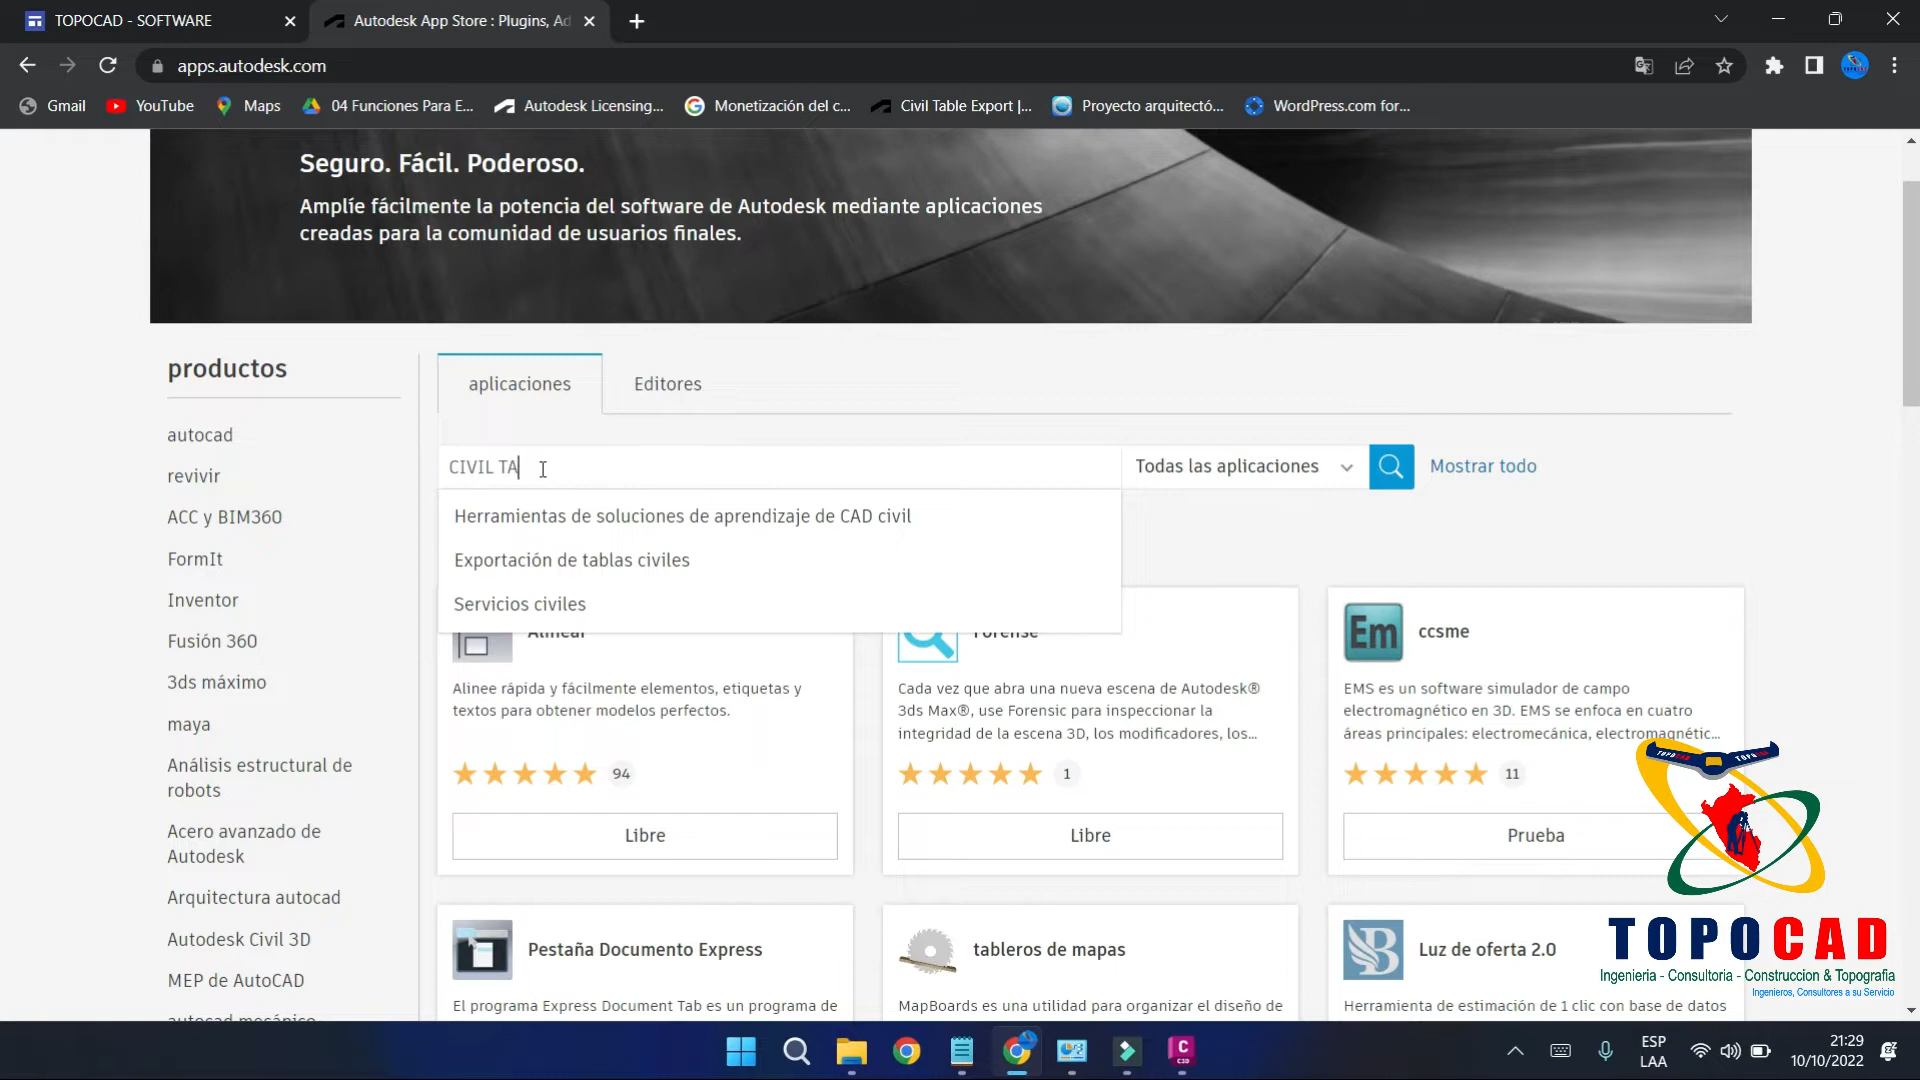 TOPOCAD - SOFTWARE
Autodesk App Store : Plugins, Ad
apps.autodesk.com
Gmail
YouTube
Maps
04 Funciones Para E...
Autodesk Licensing...
Monetización del c...
Civil Table Export |...
Proyecto arquitectó...
WordPress.com for...
Seguro. Fácil. Poderoso.
Amplíe fácilmente la potencia del software de Autodesk mediante aplicaciones
creadas para la comunidad de usuarios finales.
productos
autocad
revivir
ACC y BIM360
FormIt
Inventor
Fusión 360
3ds máximo
maya
Análisis estructural de
robots
Acero avanzado de
Autodesk
Arquitectura autocad
Autodesk Civil 3D
MEP de AutoCAD
autocad mecánico
aplicaciones
Editores
CIVIL TA
Todas las aplicaciones
Mostrar todo
Herramientas de soluciones de aprendizaje de CAD civil
Exportación de tablas civiles
Servicios civiles
Alinear
Alinee rápida y fácilmente elementos, etiquetas y
textos para obtener modelos perfectos.
94
Libre
Forense
Cada vez que abra una nueva escena de Autodesk®
3ds Max®, use Forensic para inspeccionar la
integridad de la escena 3D, los modificadores, los...
1
Libre
Em
ccsme
EMS es un software simulador de campo
electromagnético en 3D. EMS se enfoca en cuatro
áreas principales: electromecánica, electromagnétic...
11
Prueba
Pestaña Documento Express
El programa Express Document Tab es un programa de
tableros de mapas
MapBoards es una utilidad para organizar el diseño de
Luz de oferta 2.0
Herramienta de estimación de 1 clic con base de datos
TOPOCAD
Ingenieria - Consultoria - Construccion & Topografia
Ingenieros, Consultores a su Servicio
C
C3D
ESP
LAA
21:29
10/10/2022